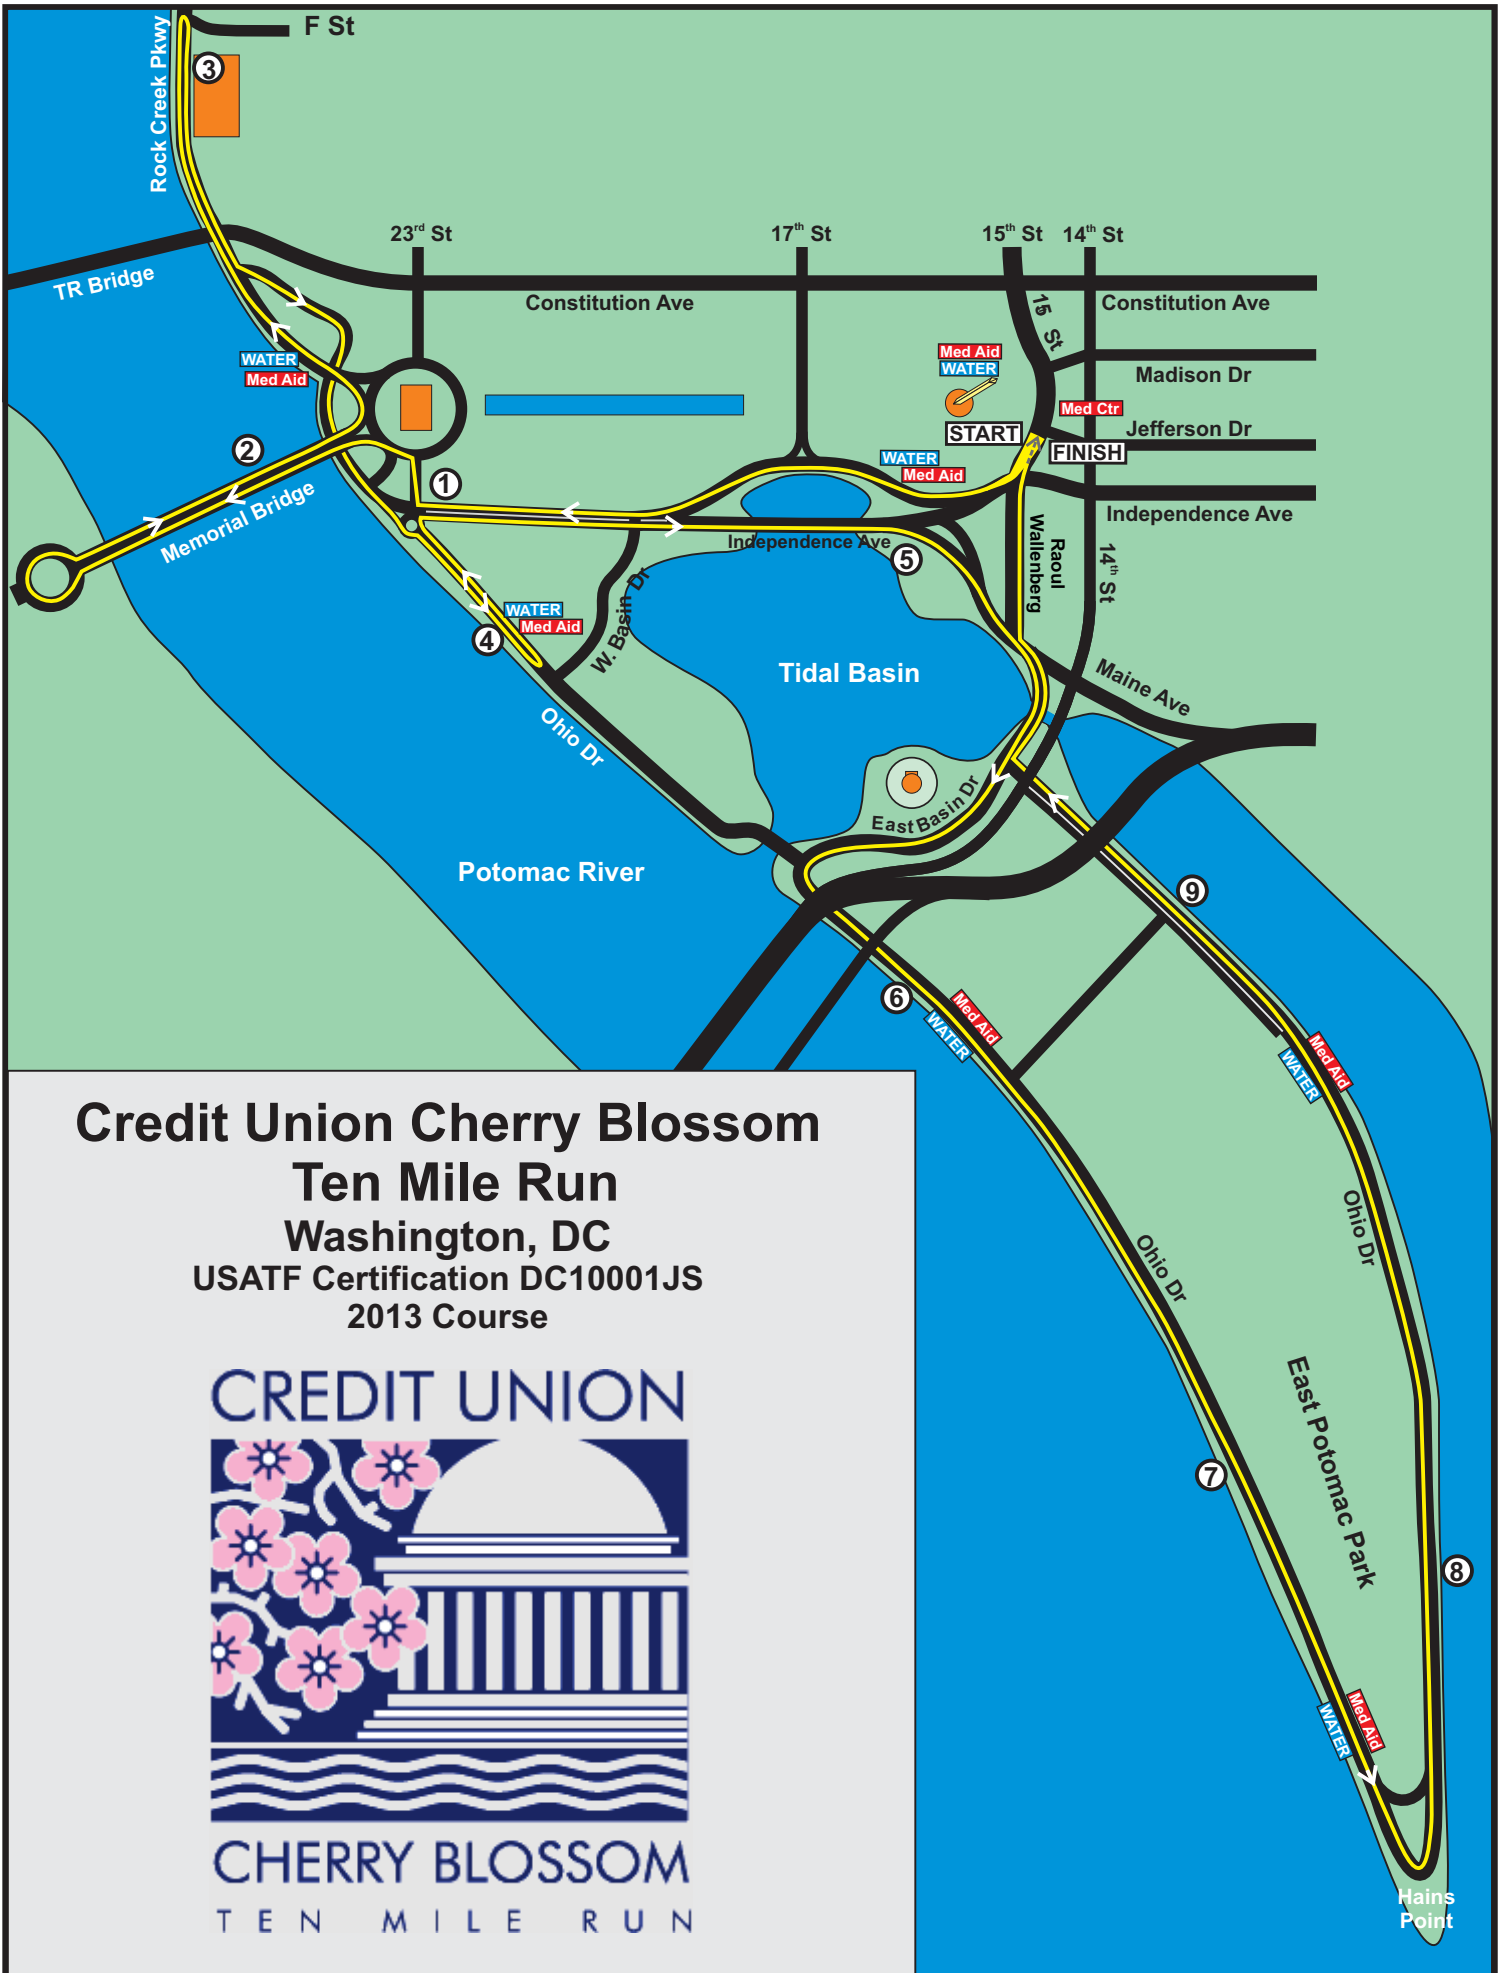 F St
Rock Creek Pkwy
3
23rd St
17th St
15th St
14th St
TR Bridge
Constitution Ave
15 St
Constitution Ave
WATER
Med Aid
Med Aid
WATER
Madison Dr
Med Ctr
START
Jefferson Dr
FINISH
2
Memorial Bridge
1
WATER
Med Aid
Independence Ave
Independence Ave
5
Raoul
Wallenberg
14th St
WATER
Med Aid
4
W. Basin Dr
Tidal Basin
Maine Ave
Ohio Dr
East Basin Dr
Potomac River
9
6
Med Aid
WATER
Med Aid
WATER
Ohio Dr
Ohio Dr
East Potomac Park
7
8
Med Aid
WATER
Hains
Point
Credit Union Cherry Blossom
Ten Mile Run
Washington, DC
USATF Certification DC10001JS
2013 Course
CREDIT UNION
CHERRY BLOSSOM
TEN MILE RUN